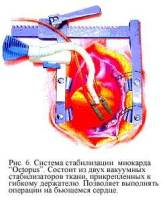 Рис. 6. Система стабилизации миокарда
"Octopus". Состоит из двух вакуумных
стабилизаторов ткани, прикрепленных к
гибкому держателю. Позволяет выполнять
операции на бьющемся сердце.